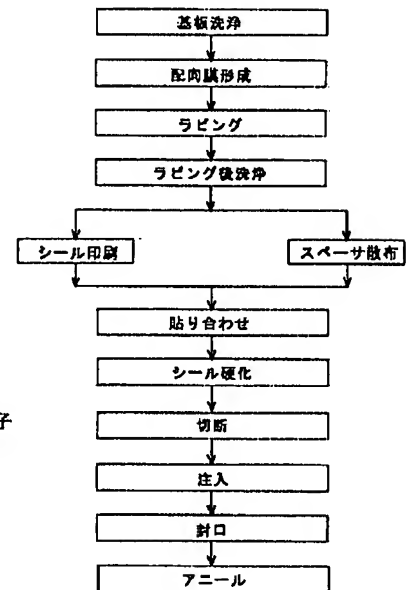 基板洗浄
配向膜形成
ラビング
ラビング後洗浄
シール印刷
スペーサ散布
貼り合わせ
シール硬化
子
切断
注入
封口
アニール